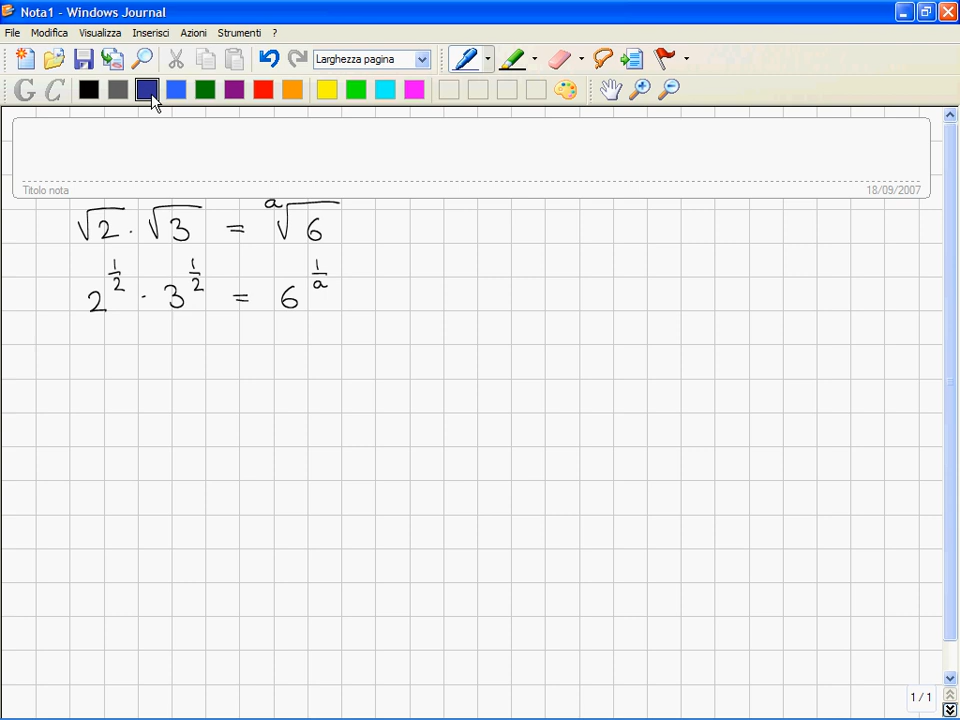 Nota1 - Windows Journal
File Modifica Visualizza Inserisci Azioni Strumenti ?
Larghezza pagina
G C
Titolo nota 18/09/2007
√2 · √3 = ᵃ√6
2^(1/2) · 3^(1/2) = 6^(1/a)
1 / 1